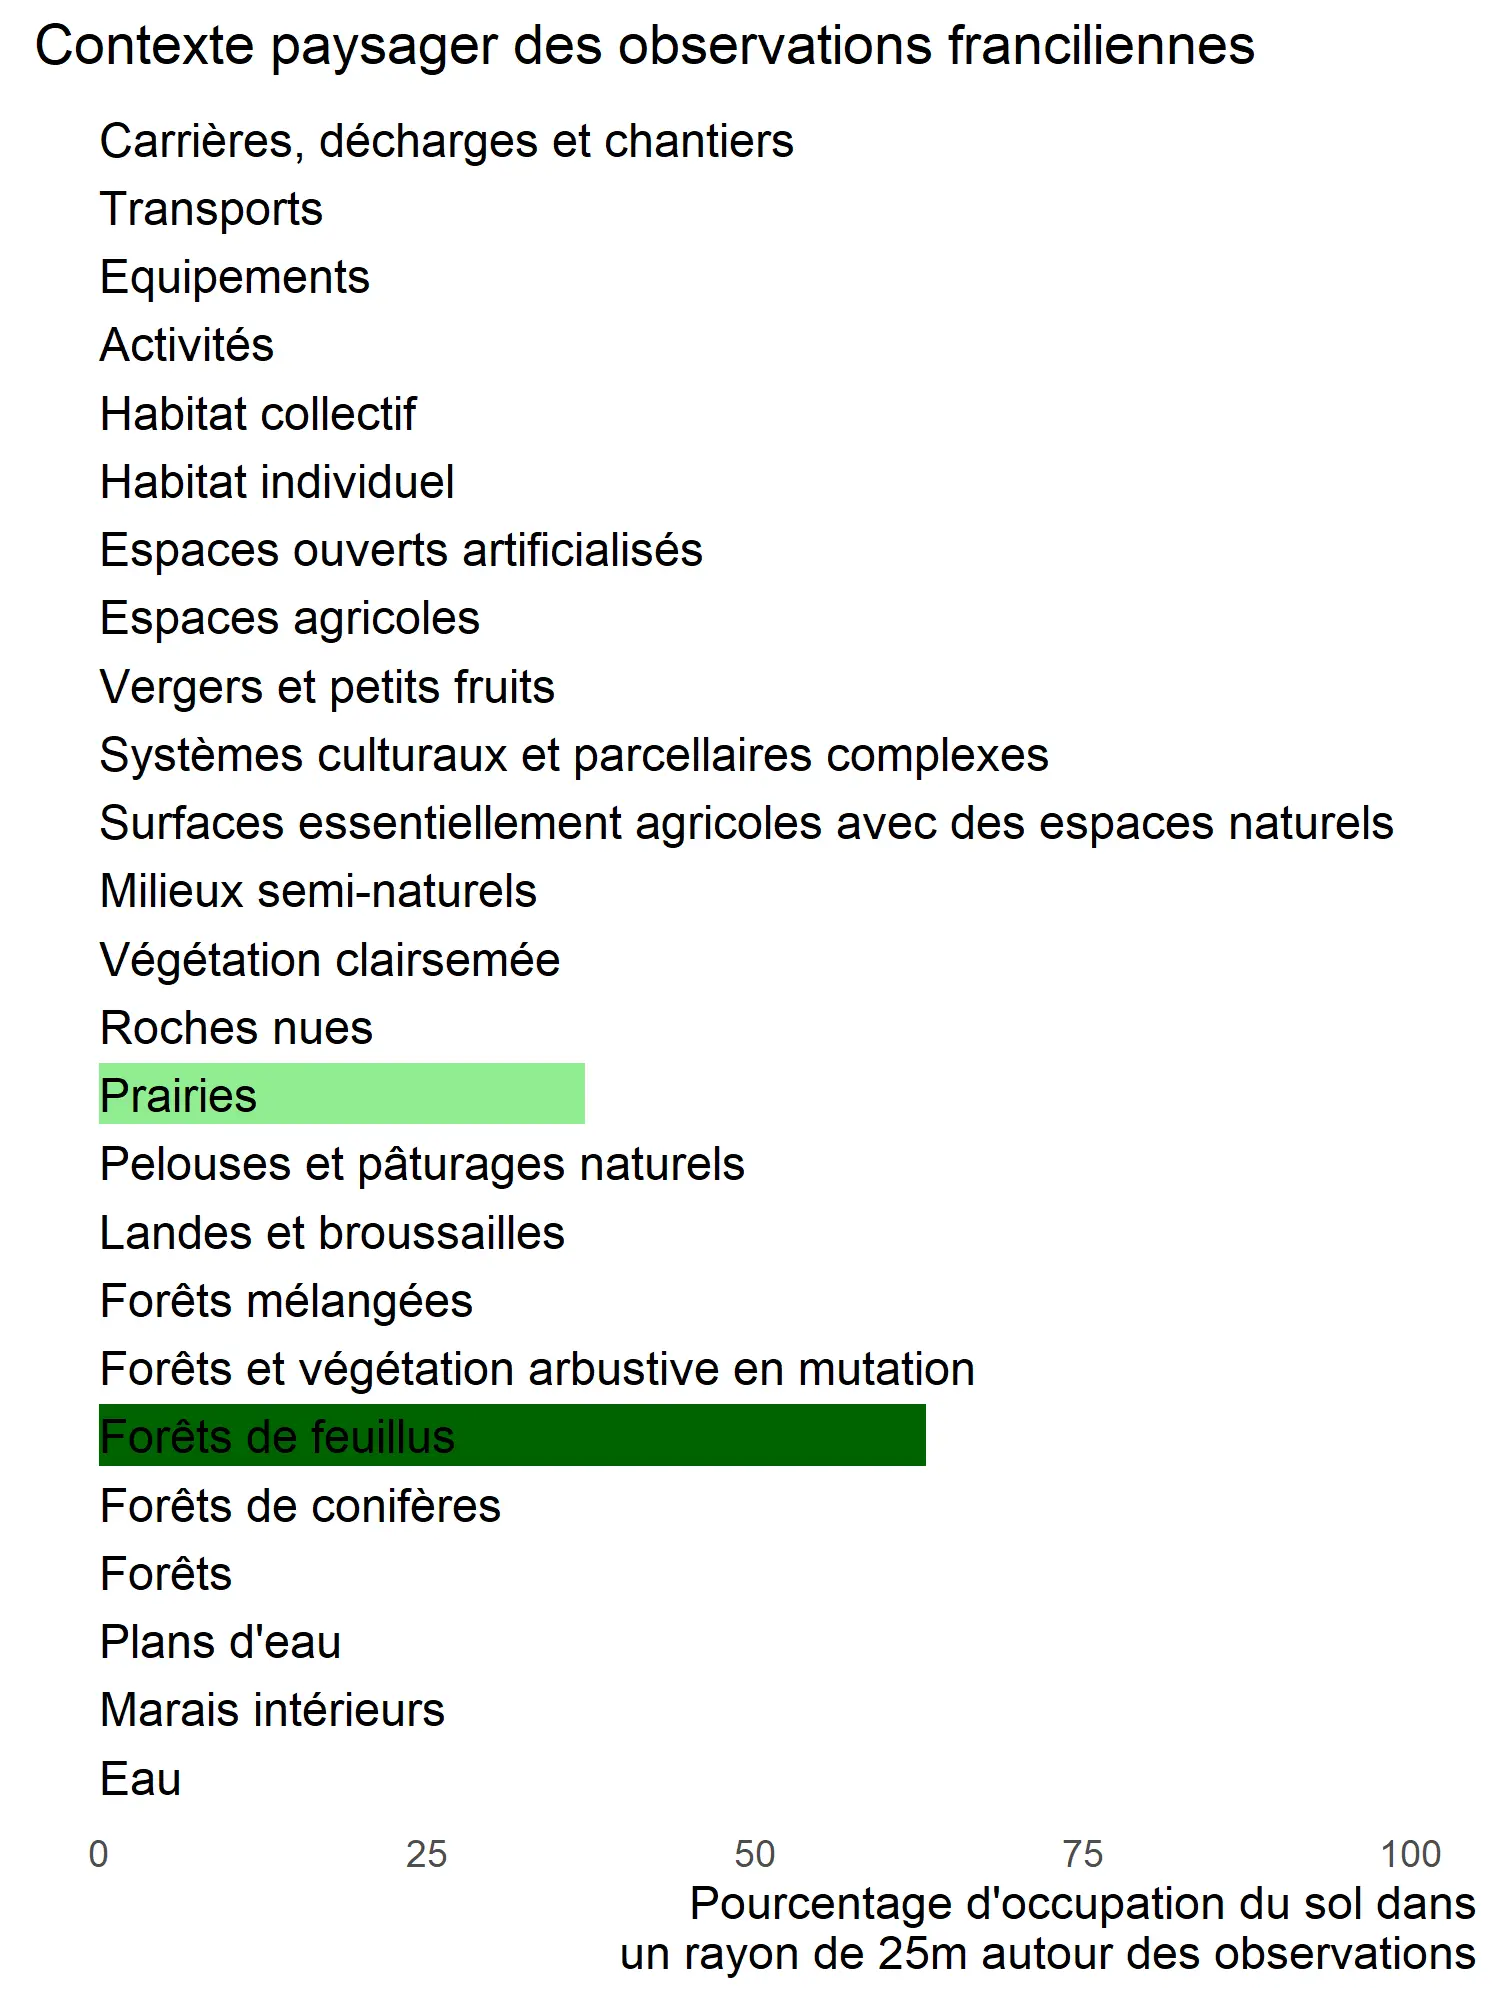 Contexte paysager des observations franciliennes
Carrières, décharges et chantiers
Transports
Equipements
Activités
Habitat collectif
Habitat individuel
Espaces ouverts artificialisés
Espaces agricoles
Vergers et petits fruits
Systèmes culturaux et parcellaires complexes
Surfaces essentiellement agricoles avec des espaces naturels
Milieux semi-naturels
Végétation clairsemée
Roches nues
Prairies
Pelouses et pâturages naturels
Landes et broussailles
Forêts mélangées
Forêts et végétation arbustive en mutation
Forêts de feuillus
Forêts de conifères
Forêts
Plans d'eau
Marais intérieurs
Eau
0 25 50 75 100
Pourcentage d'occupation du sol dans
un rayon de 25m autour des observations